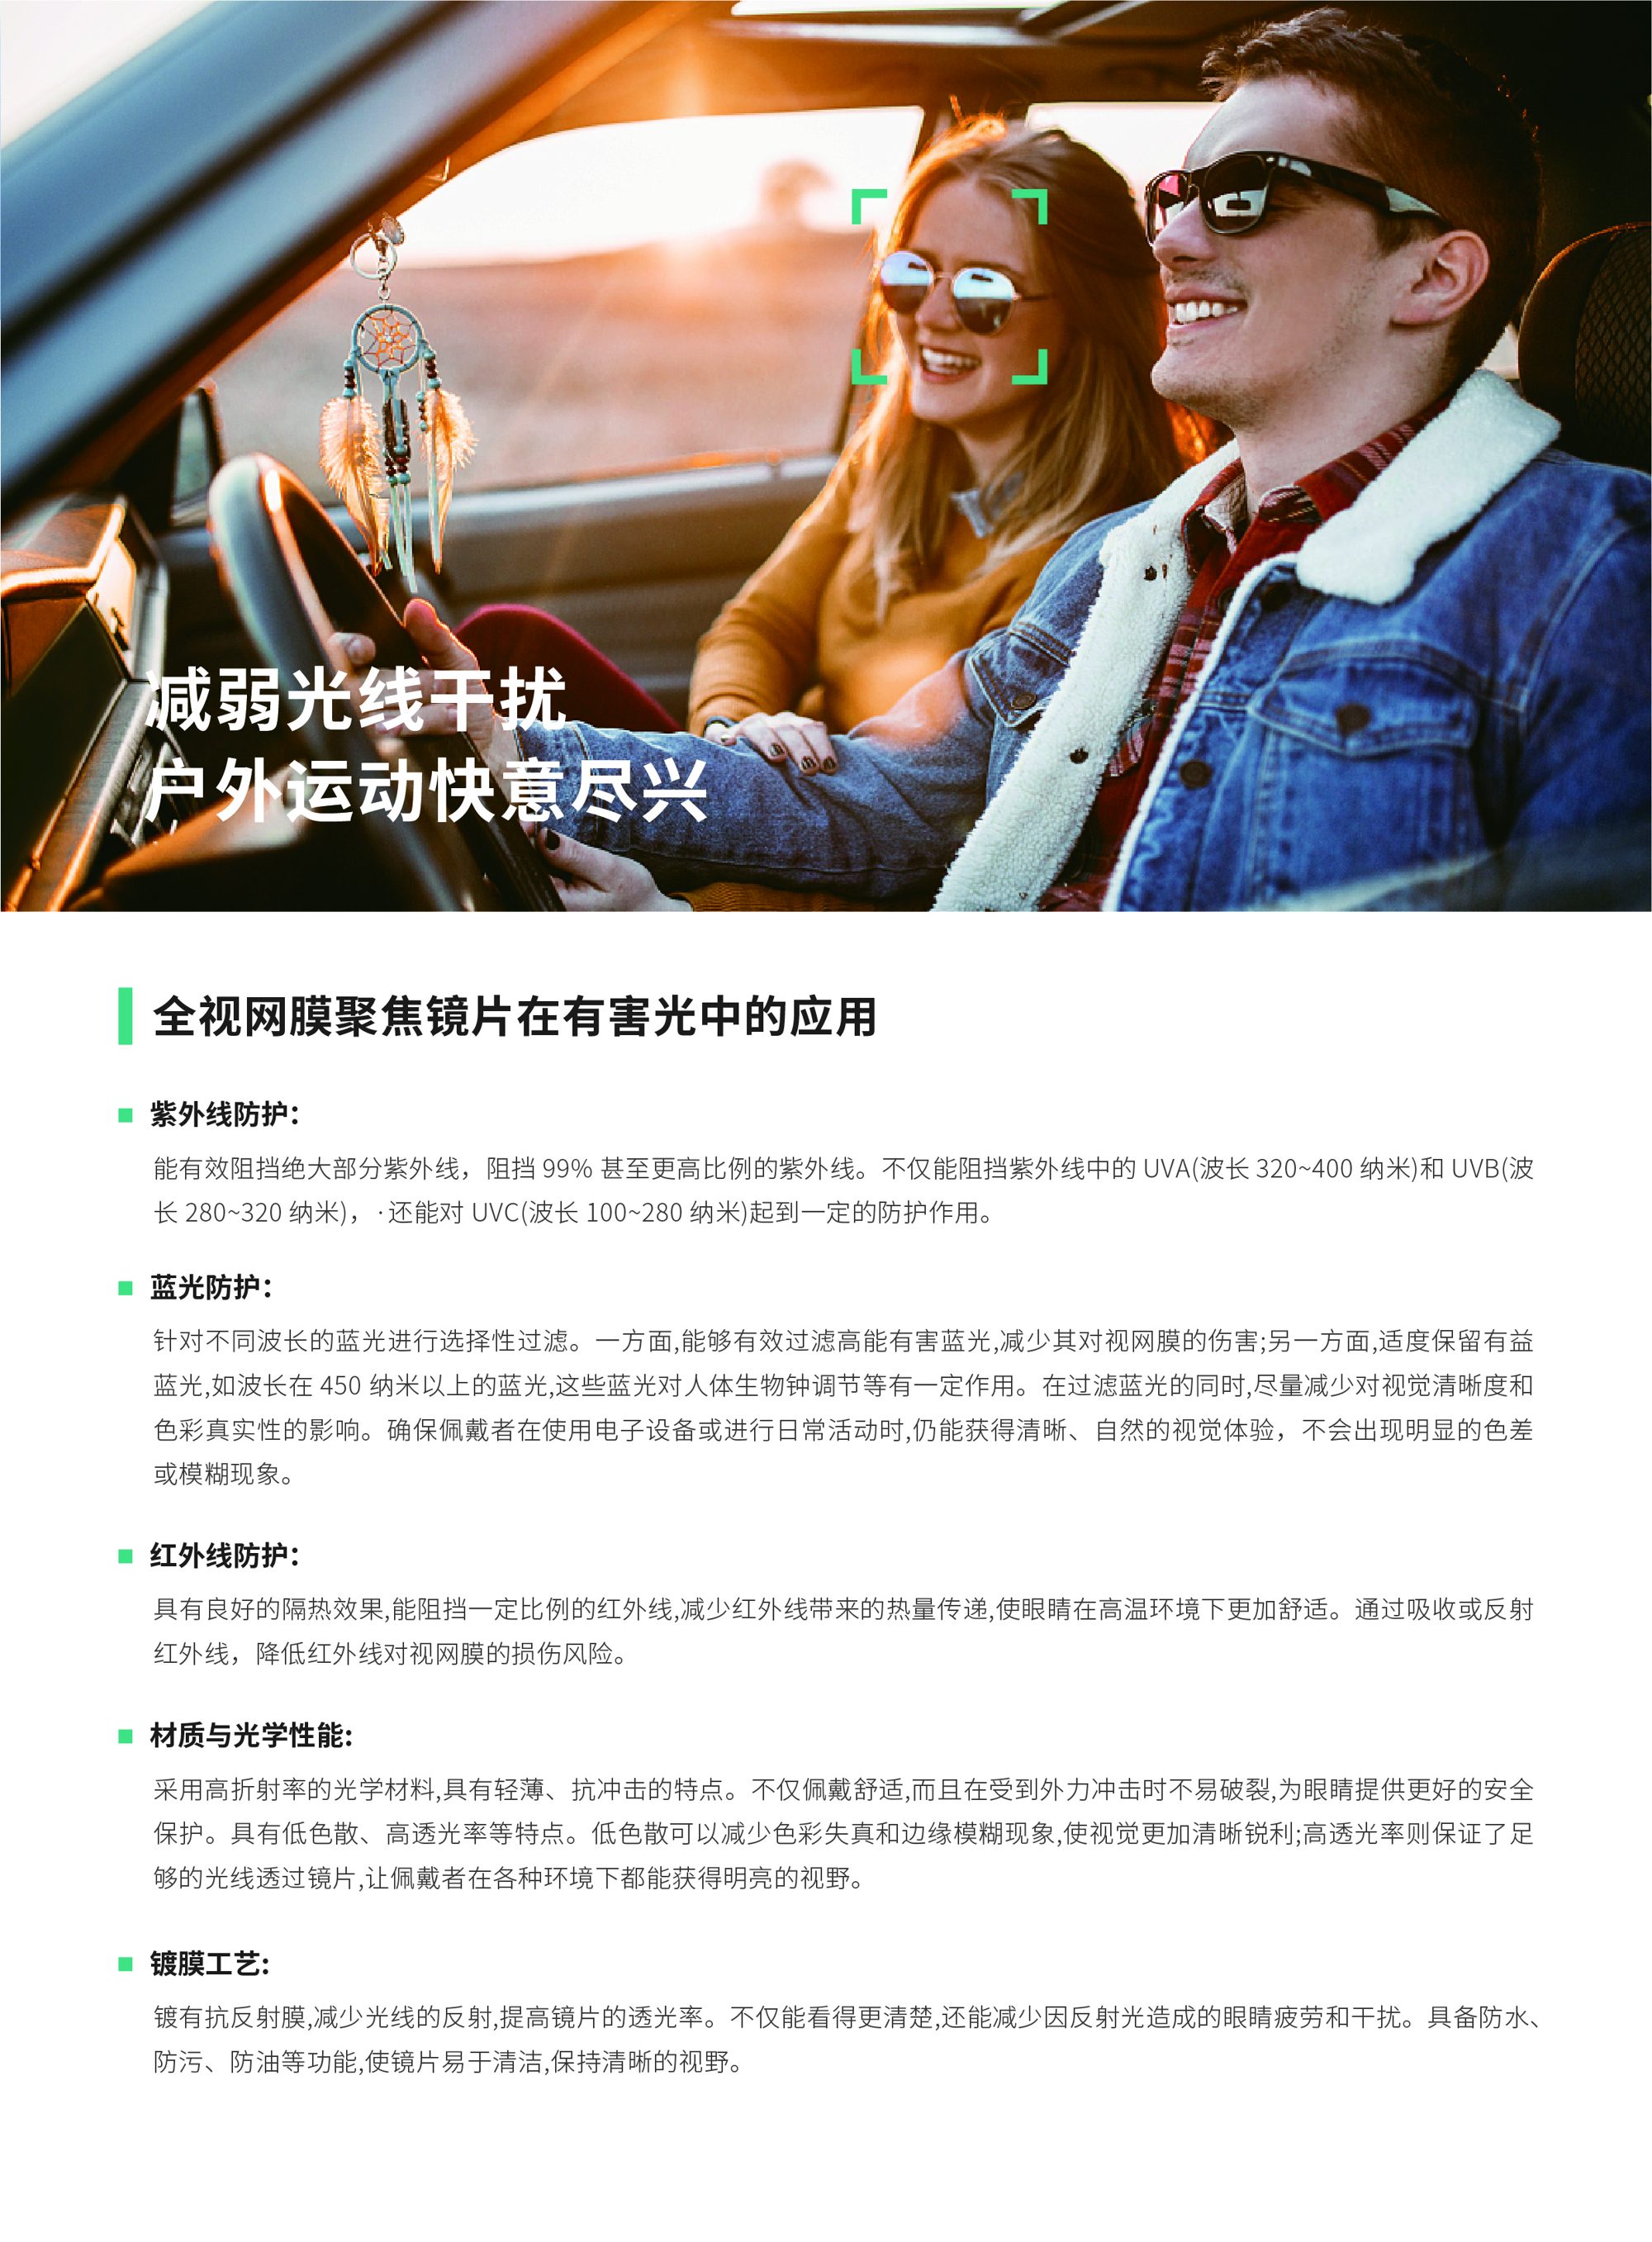 减弱光线干扰
户外运动快意尽兴
全视网膜聚焦镜片在有害光中的应用
紫外线防护：
能有效阻挡绝大部分紫外线，阻挡 99% 甚至更高比例的紫外线。不仅能阻挡紫外线中的 UVA(波长 320~400 纳米)和 UVB(波
长 280~320 纳米)，·还能对 UVC(波长 100~280 纳米)起到一定的防护作用。
蓝光防护：
针对不同波长的蓝光进行选择性过滤。一方面,能够有效过滤高能有害蓝光,减少其对视网膜的伤害;另一方面,适度保留有益
蓝光,如波长在 450 纳米以上的蓝光,这些蓝光对人体生物钟调节等有一定作用。在过滤蓝光的同时,尽量减少对视觉清晰度和
色彩真实性的影响。确保佩戴者在使用电子设备或进行日常活动时,仍能获得清晰、自然的视觉体验，不会出现明显的色差
或模糊现象。
红外线防护：
具有良好的隔热效果,能阻挡一定比例的红外线,减少红外线带来的热量传递,使眼睛在高温环境下更加舒适。通过吸收或反射
红外线，降低红外线对视网膜的损伤风险。
材质与光学性能:
采用高折射率的光学材料,具有轻薄、抗冲击的特点。不仅佩戴舒适,而且在受到外力冲击时不易破裂,为眼睛提供更好的安全
保护。具有低色散、高透光率等特点。低色散可以减少色彩失真和边缘模糊现象,使视觉更加清晰锐利;高透光率则保证了足
够的光线透过镜片,让佩戴者在各种环境下都能获得明亮的视野。
镀膜工艺:
镀有抗反射膜,减少光线的反射,提高镜片的透光率。不仅能看得更清楚,还能减少因反射光造成的眼睛疲劳和干扰。具备防水、
防污、防油等功能,使镜片易于清洁,保持清晰的视野。